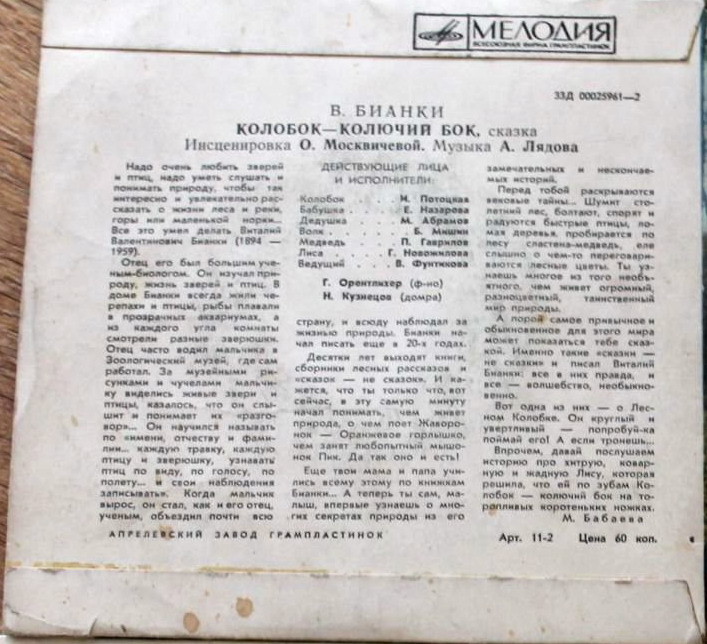 МЕЛОДИЯ
ВСЕСОЮЗНАЯ ФИРМА ГРАМПЛАСТИНОК
33Д 00025961—2
В. БИАНКИ
КОЛОБОК—КОЛЮЧИЙ БОК, сказка
Инсценировка О. Москвичевой. Музыка А. Лядова
Надо очень любить зверей
и птиц, надо уметь слушать и
понимать природу, чтобы так
интересно и увлекательно рас-
сказать о жизни леса и реки,
горы или маленькой норки...
Все это умел делать Виталий
Валентинович Бианки (1894 —
1959).
Отец его был большим уче-
ным-биологом. Он изучал при-
роду, жизнь зверей и птиц. В
доме Бианки всегда жили че-
репахи и птицы, рыбы плавали
в прозрачных аквариумах, а
из каждого угла комнаты
смотрели разные зверюшки.
Отец часто водил мальчика в
Зоологический музей, где сам
работал. За музейными ри-
сунками и чучелами мальчи-
ку виделись живые звери и
птицы, казалось, что он слы-
шит и понимает их «разго-
вор»... Он научился называть
по «имени, отчеству и фами-
лии... каждую травку, каждую
птицу и зверюшку, узнавать
птиц по виду, по голосу, по
полету... и свои наблюдения
записывать». Когда мальчик
вырос, он стал, как и его отец,
ученым, объездил почти всю
ДЕЙСТВУЮЩИЕ ЛИЦА
И ИСПОЛНИТЕЛИ:
Колобок . . . . И. Потоцкая
Бабушка . . . . Е. Назарова
Дедушка . . . . М. Абрамов
Волк . . . . . Б. Мишин
Медведь . . . . П. Гаврилов
Лиса . . . . Г. Новожилова
Ведущий . . . . В. Фунтикова
Г. Орентлихер (ф-но)
Н. Кузнецов (домра)
страну, и всюду наблюдал за
жизнью природы. Бианки на-
чал писать еще в 20-х годах.
Десятки лет выходят книги,
сборники лесных рассказов и
«сказок — не сказок». И ка-
жется, что ты только что, вот
сейчас, в эту самую минуту
начал понимать, чем живет
природа, о чем поет Жаворо-
нок — Оранжевое горлышко,
чем занят любопытный мышо-
нок Пик. Да так оно и есть!
Еще твои мама и папа учи-
лись всему этому по книжкам
Бианки... А теперь ты сам, ма-
лыш, впервые узнаешь о мно-
гих секретах природы из его
замечательных и нескончае-
мых историй.
Перед тобой раскрываются
вековые тайны... Шумит сто-
летний лес, болтают, спорят и
радуются быстрые птицы, ло-
мая деревья, пробирается по
лесу сластена-медведь, еле
слышно о чем-то переговари-
ваются лесные цветы. Ты уз-
наешь многое из того необъ-
ятного, чем живет огромный,
разноцветный, таинственный
мир природы.
А порой самое привычное и
обыкновенное для этого мира
может показаться тебе сказ-
кой. Именно такие «сказки —
не сказки» и писал Виталий
Бианки: все в них правда, и
все — волшебство, необыкно-
венно.
Вот одна из них — о Лес-
ном Колобке. Он круглый и
увертливый — попробуй-ка
поймай его! А если тронешь...
Впрочем, давай послушаем
историю про хитрую, ковар-
ную и жадную Лису, которая
решила, что ей по зубам Ко-
лобок — колючий бок на то-
ропливых коротеньких ножках.
М. Бабаева
АПРЕЛЕВСКИЙ ЗАВОД ГРАМПЛАСТИНОК
Арт. 11-2 Цена 60 коп.